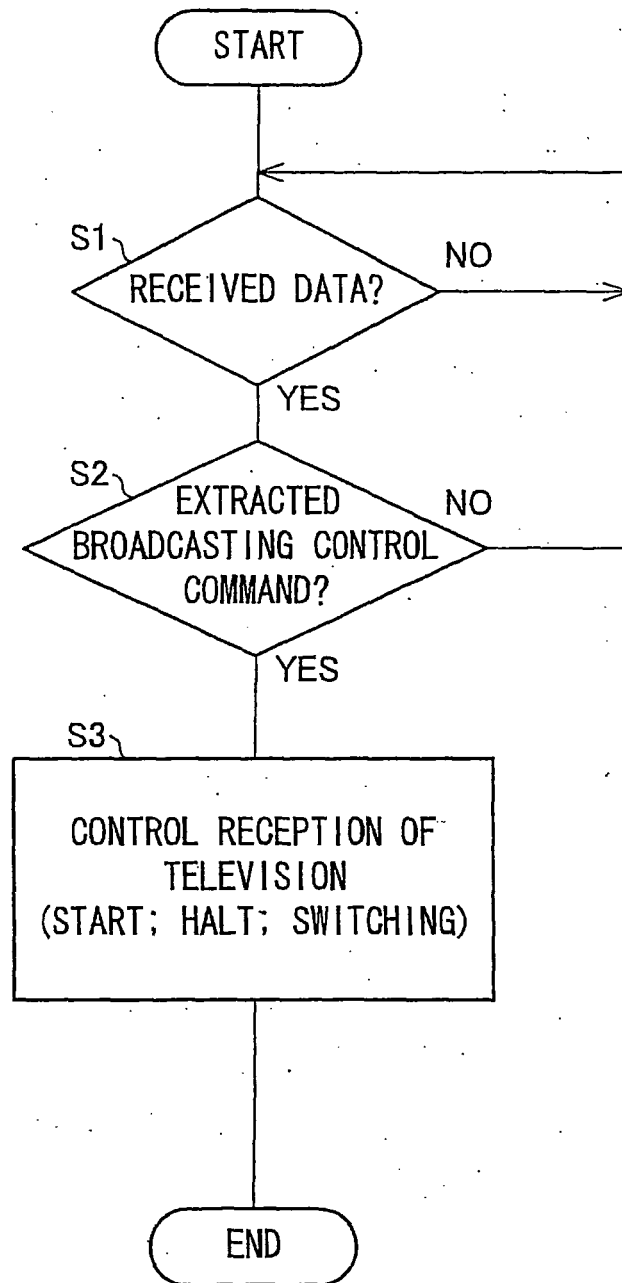 START
S1
RECEIVED DATA?
NO
YES
S2
EXTRACTED
BROADCASTING CONTROL
COMMAND?
NO
YES
S3
CONTROL RECEPTION OF
TELEVISION
(START; HALT; SWITCHING)
END